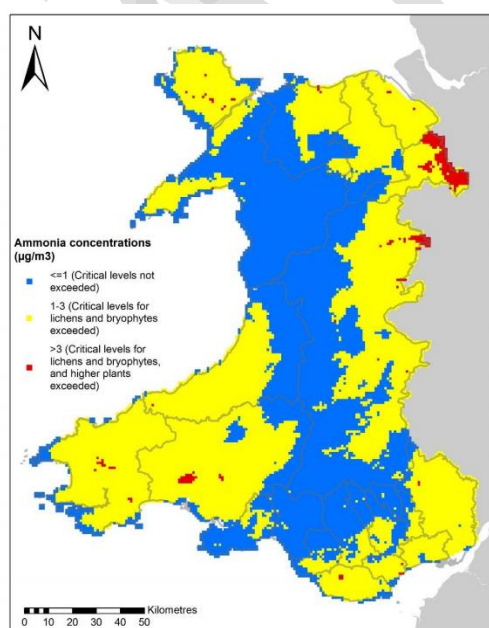 N
Ammonia concentrations
(µg/m3)
<=1 (Critical levels not
exceeded)
1-3 (Critical levels for
lichens and bryophytes
exceeded)
>3 (Critical levels for
lichens and bryophytes,
and higher plants
exceeded)
Kilometres
0 10 20 30 40 50